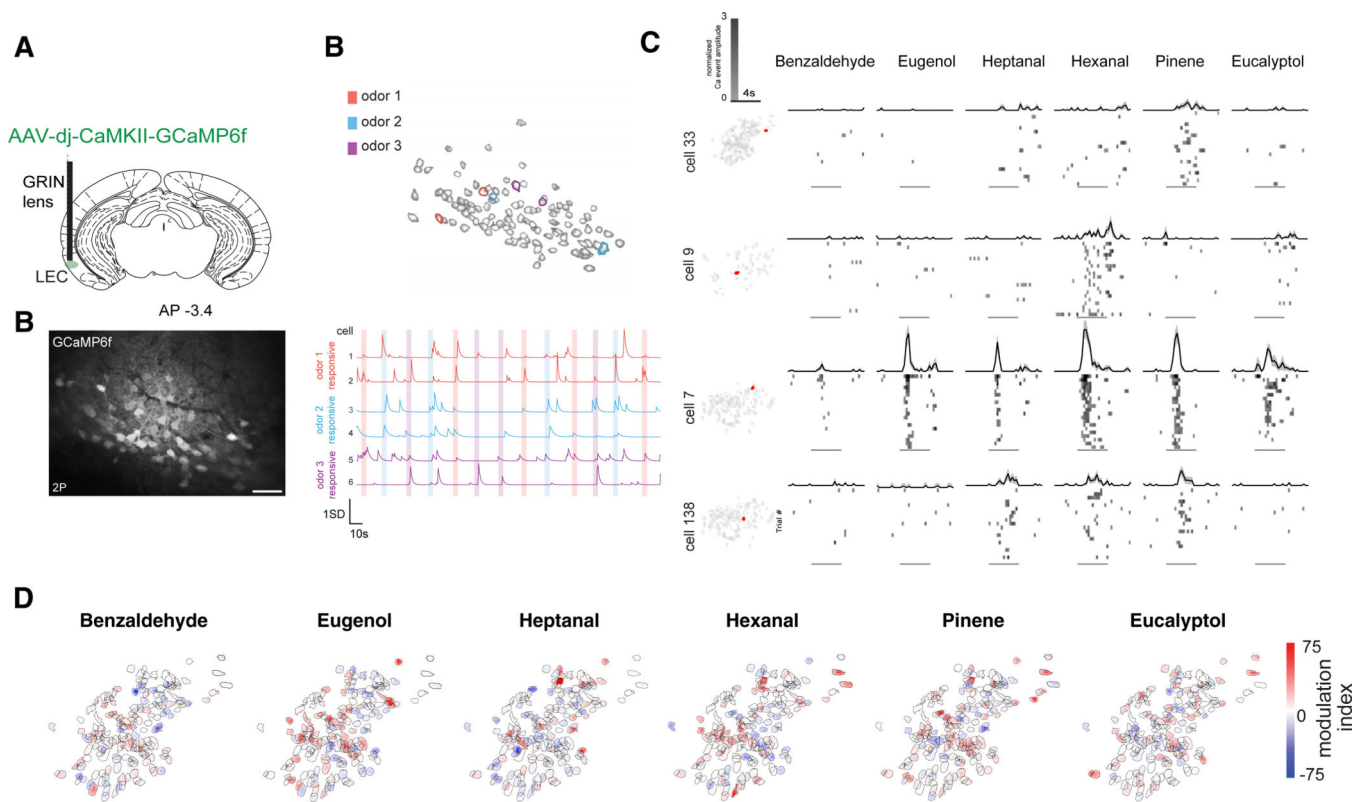 A
AAV-dj-CaMKII-GCaMP6f
GRIN
lens
LEC
AP -3.4
B
GCaMP6f
2P
B
odor 1
odor 2
odor 3
cell
odor 1
responsive
1
2
odor 2
responsive
3
4
odor 3
responsive
5
6
1SD
10s
C
3
0
normalized
Ca event amplitude
4s
Benzaldehyde Eugenol Heptanal Hexanal Pinene Eucalyptol
cell 33
cell 9
cell 7
cell 138
Trial #
D
Benzaldehyde Eugenol Heptanal Hexanal Pinene Eucalyptol
75
0
-75
modulation
index